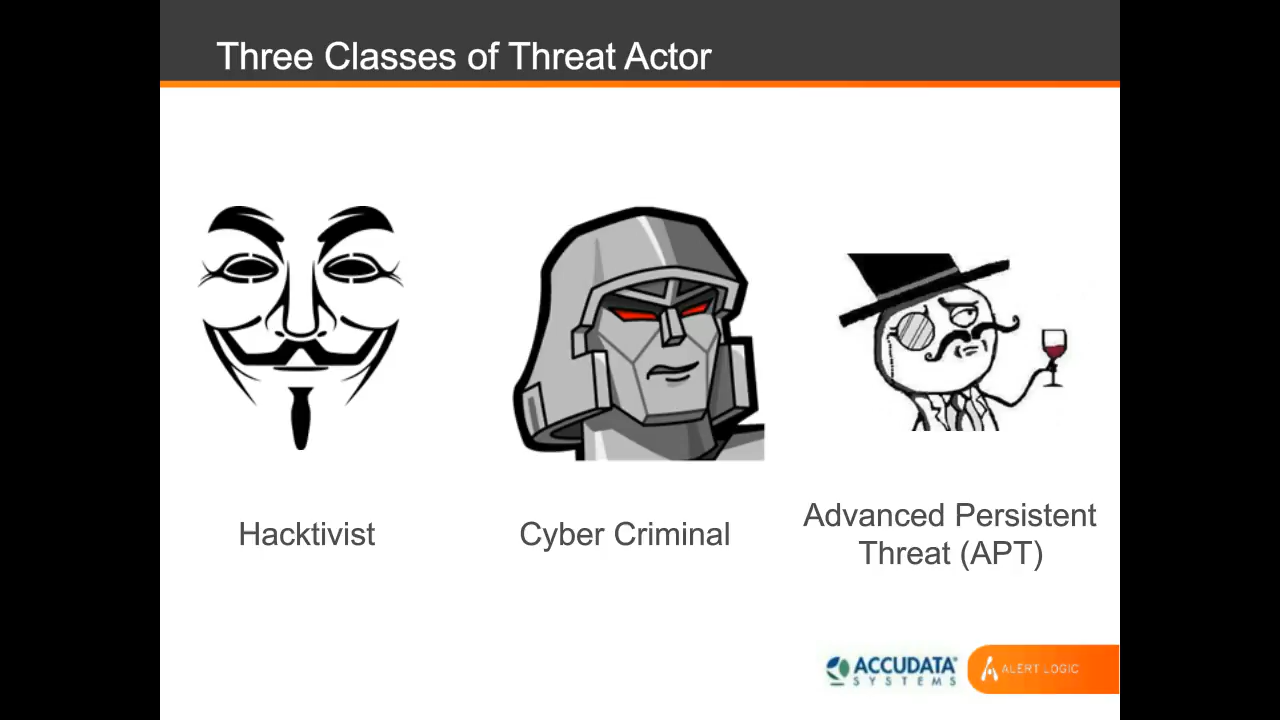 Three Classes of Threat Actor
Hacktivist
Cyber Criminal
Advanced Persistent
Threat (APT)
ACCUDATA
SYSTEMS
ALERT LOGIC